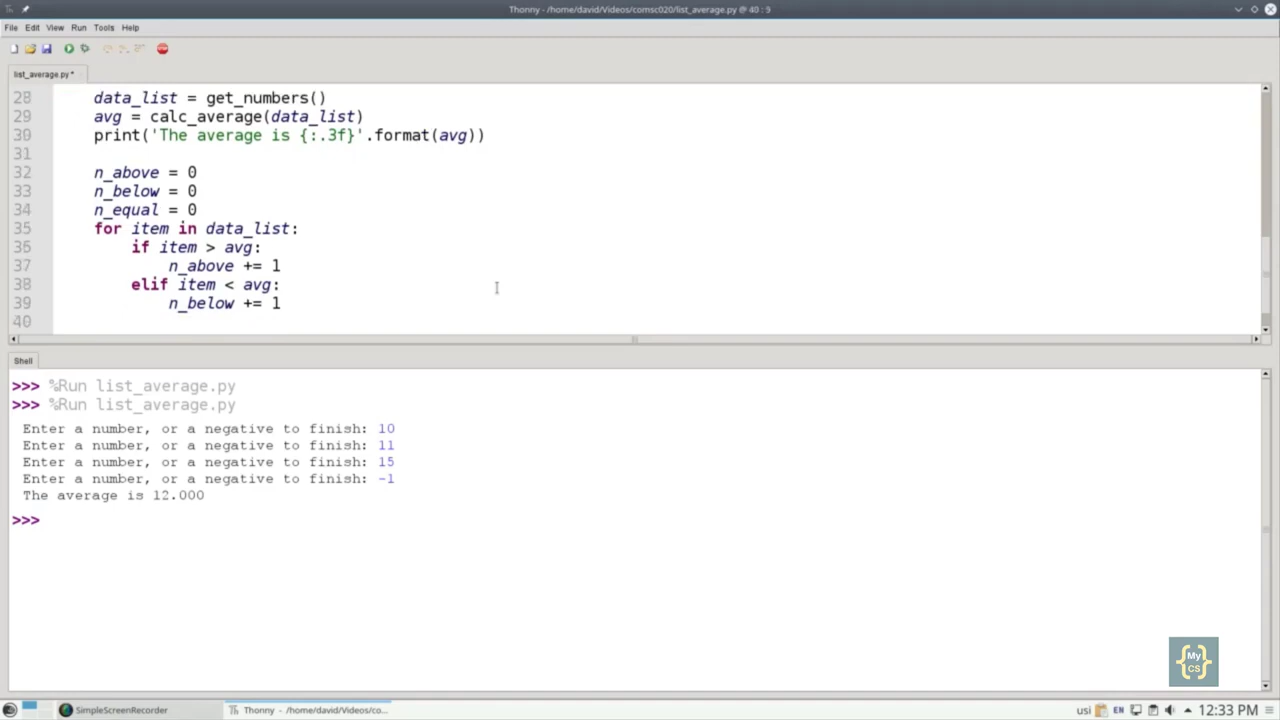 Thonny - /home/david/Videos/comsc020/list_average.py @ 40 : 9
File Edit View Run Tools Help
list_average.py *
28 data_list = get_numbers()
29 avg = calc_average(data_list)
30 print('The average is {:.3f}'.format(avg))
31
32 n_above = 0
33 n_below = 0
34 n_equal = 0
35 for item in data_list:
36 if item > avg:
37 n_above += 1
38 elif item < avg:
39 n_below += 1
40
Shell
>>> %Run list_average.py
>>> %Run list_average.py
Enter a number, or a negative to finish: 10
Enter a number, or a negative to finish: 11
Enter a number, or a negative to finish: 15
Enter a number, or a negative to finish: -1
The average is 12.000
>>>
{My CS}
SimpleScreenRecorder Th Thonny - /home/david/Videos/co... usi EN 12:33 PM